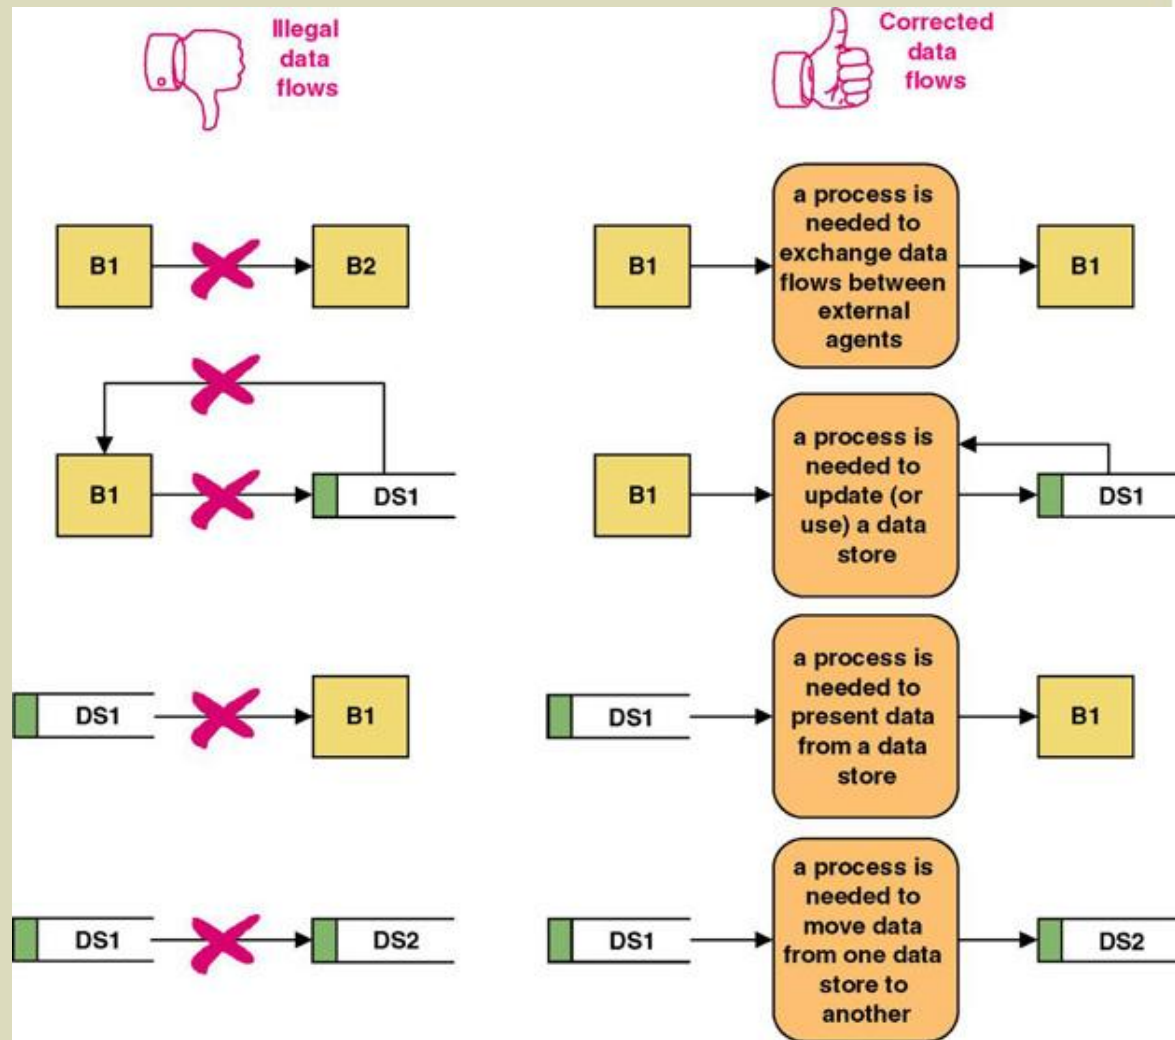 Illegal
data
flows
Corrected
data
flows
B1
B2
B1
a process is
needed to
exchange data
flows between
external
agents
B1
B1
DS1
B1
a process is
needed to
update (or
use) a data
store
DS1
DS1
B1
DS1
a process is
needed to
present data
from a data
store
B1
DS1
DS2
DS1
a process is
needed to
move data
from one data
store to
another
DS2